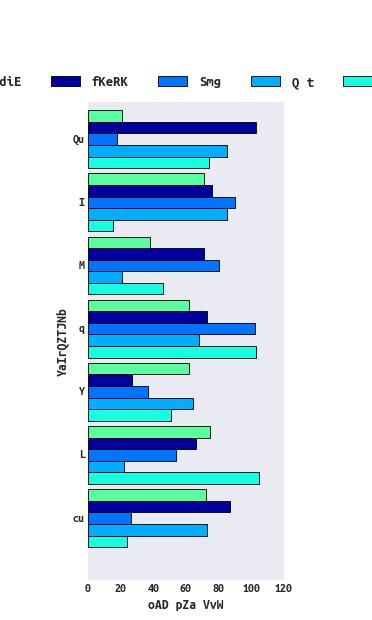 diE fKeRK Smg Q t
Qu
I
M
q
Y
L
cu
YaIrQZTJNb
0 20 40 60 80 100 120
oAD pZa VvW